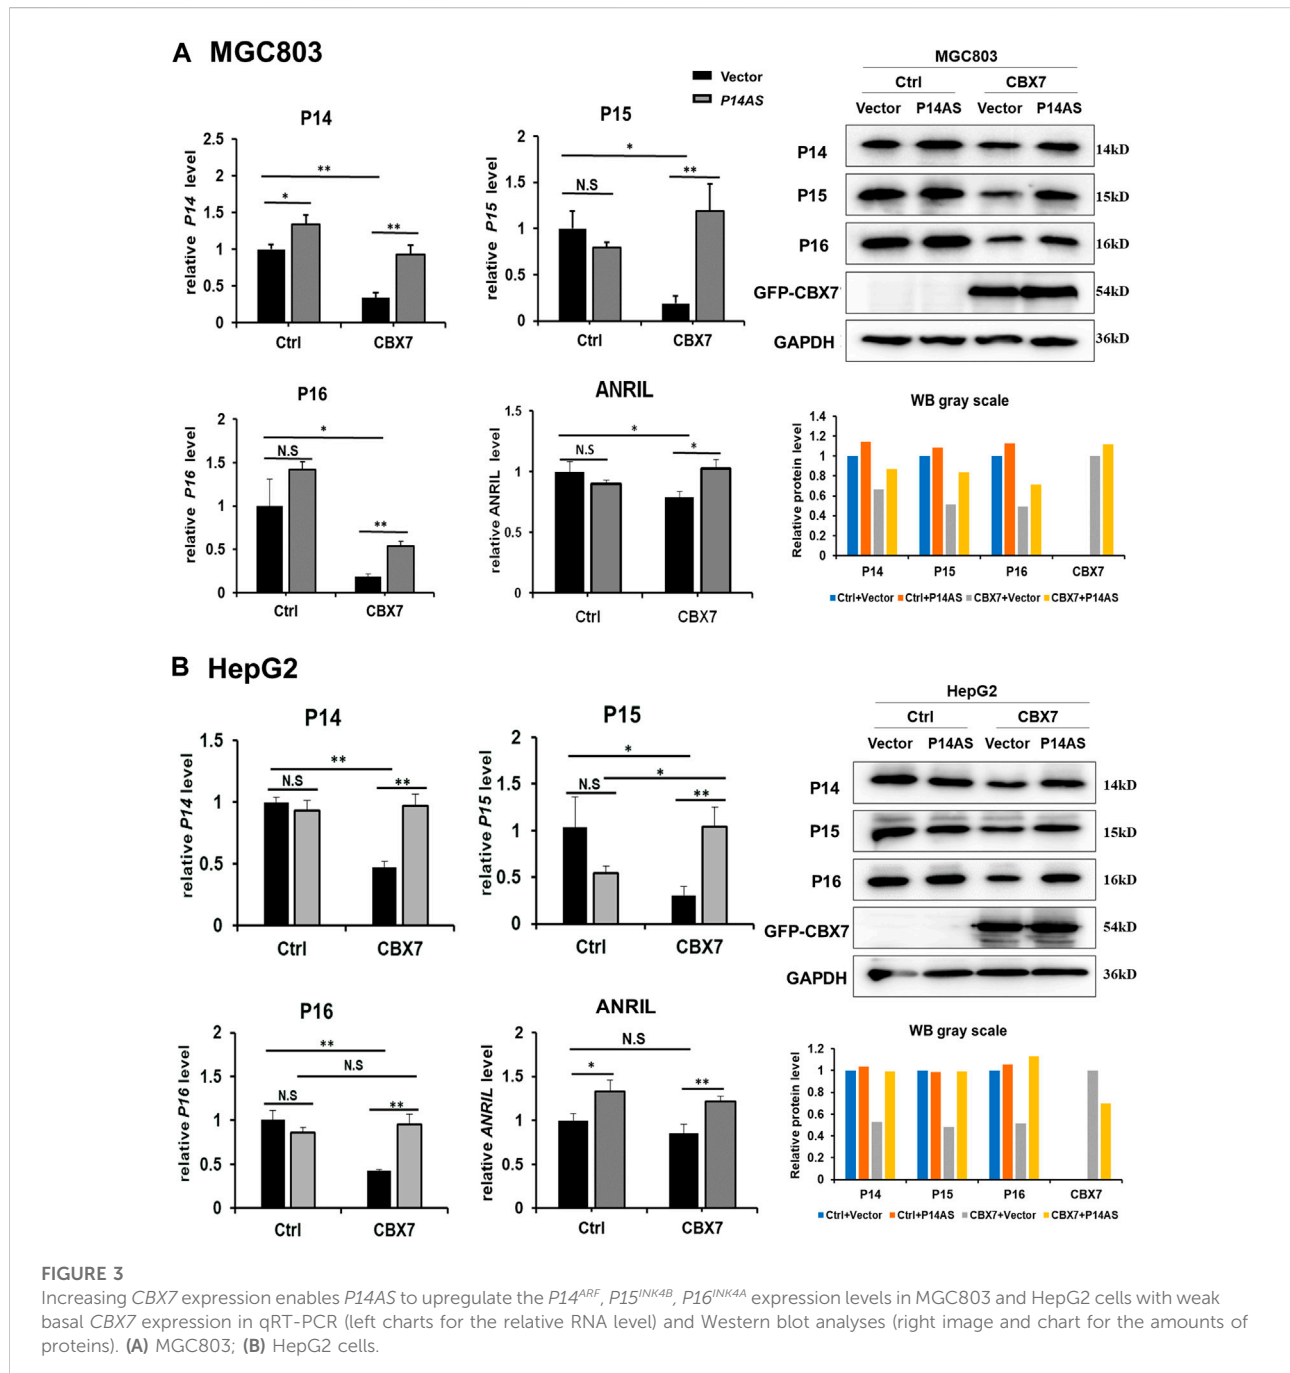 A MGC803
Vector
P14AS
P14
relative P14 level
2.5
2
1.5
1
0.5
0
**
*
**
Ctrl
CBX7
P15
relative P15 level
2
1.5
1
0.5
0
*
N.S
**
Ctrl
CBX7
MGC803
Ctrl
CBX7
Vector P14AS Vector P14AS
P14
14kD
P15
15kD
P16
16kD
GFP-CBX7
54kD
GAPDH
36kD
P16
relative P16 level
2
1.5
1
0.5
0
*
N.S
**
Ctrl
CBX7
ANRIL
relative ANRIL level
1.5
1
0.5
0
*
N.S
*
Ctrl
CBX7
WB gray scale
Relative protein level
1.4
1.2
1
0.8
0.6
0.4
0.2
0
P14 P15 P16 CBX7
Ctrl+Vector Ctrl+P14AS CBX7+Vector CBX7+P14AS
B HepG2
P14
relative P14 level
1.5
1
0.5
0
**
N.S
**
Ctrl
CBX7
P15
relative P15 level
2
1.5
1
0.5
0
*
*
N.S
**
Ctrl
CBX7
HepG2
Ctrl
CBX7
Vector P14AS Vector P14AS
P14
14kD
P15
15kD
P16
16kD
GFP-CBX7
54kD
GAPDH
36kD
P16
relative P16 level
2
1.5
1
0.5
0
**
N.S
N.S
**
Ctrl
CBX7
ANRIL
relative ANRIL level
2
1.5
1
0.5
0
N.S
*
**
Ctrl
CBX7
WB gray scale
Relative protein level
1.2
1
0.8
0.6
0.4
0.2
0
P14 P15 P16 CBX7
Ctrl+Vector Ctrl+P14AS CBX7+Vector CBX7+P14AS
FIGURE 3
Increasing CBX7 expression enables P14AS to upregulate the P14ARF, P15INK4B, P16INK4A expression levels in MGC803 and HepG2 cells with weak
basal CBX7 expression in qRT-PCR (left charts for the relative RNA level) and Western blot analyses (right image and chart for the amounts of
proteins). (A) MGC803; (B) HepG2 cells.